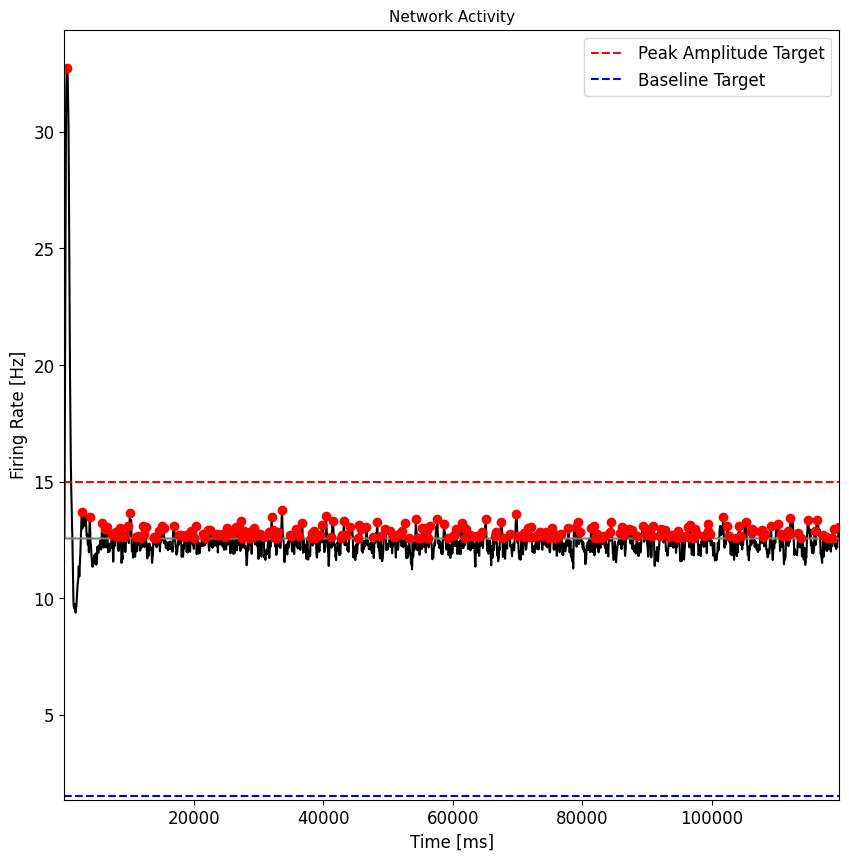 Network Activity
Peak Amplitude Target
Baseline Target
Firing Rate [Hz]
30
25
20
15
10
5
20000 40000 60000 80000 100000
Time [ms]